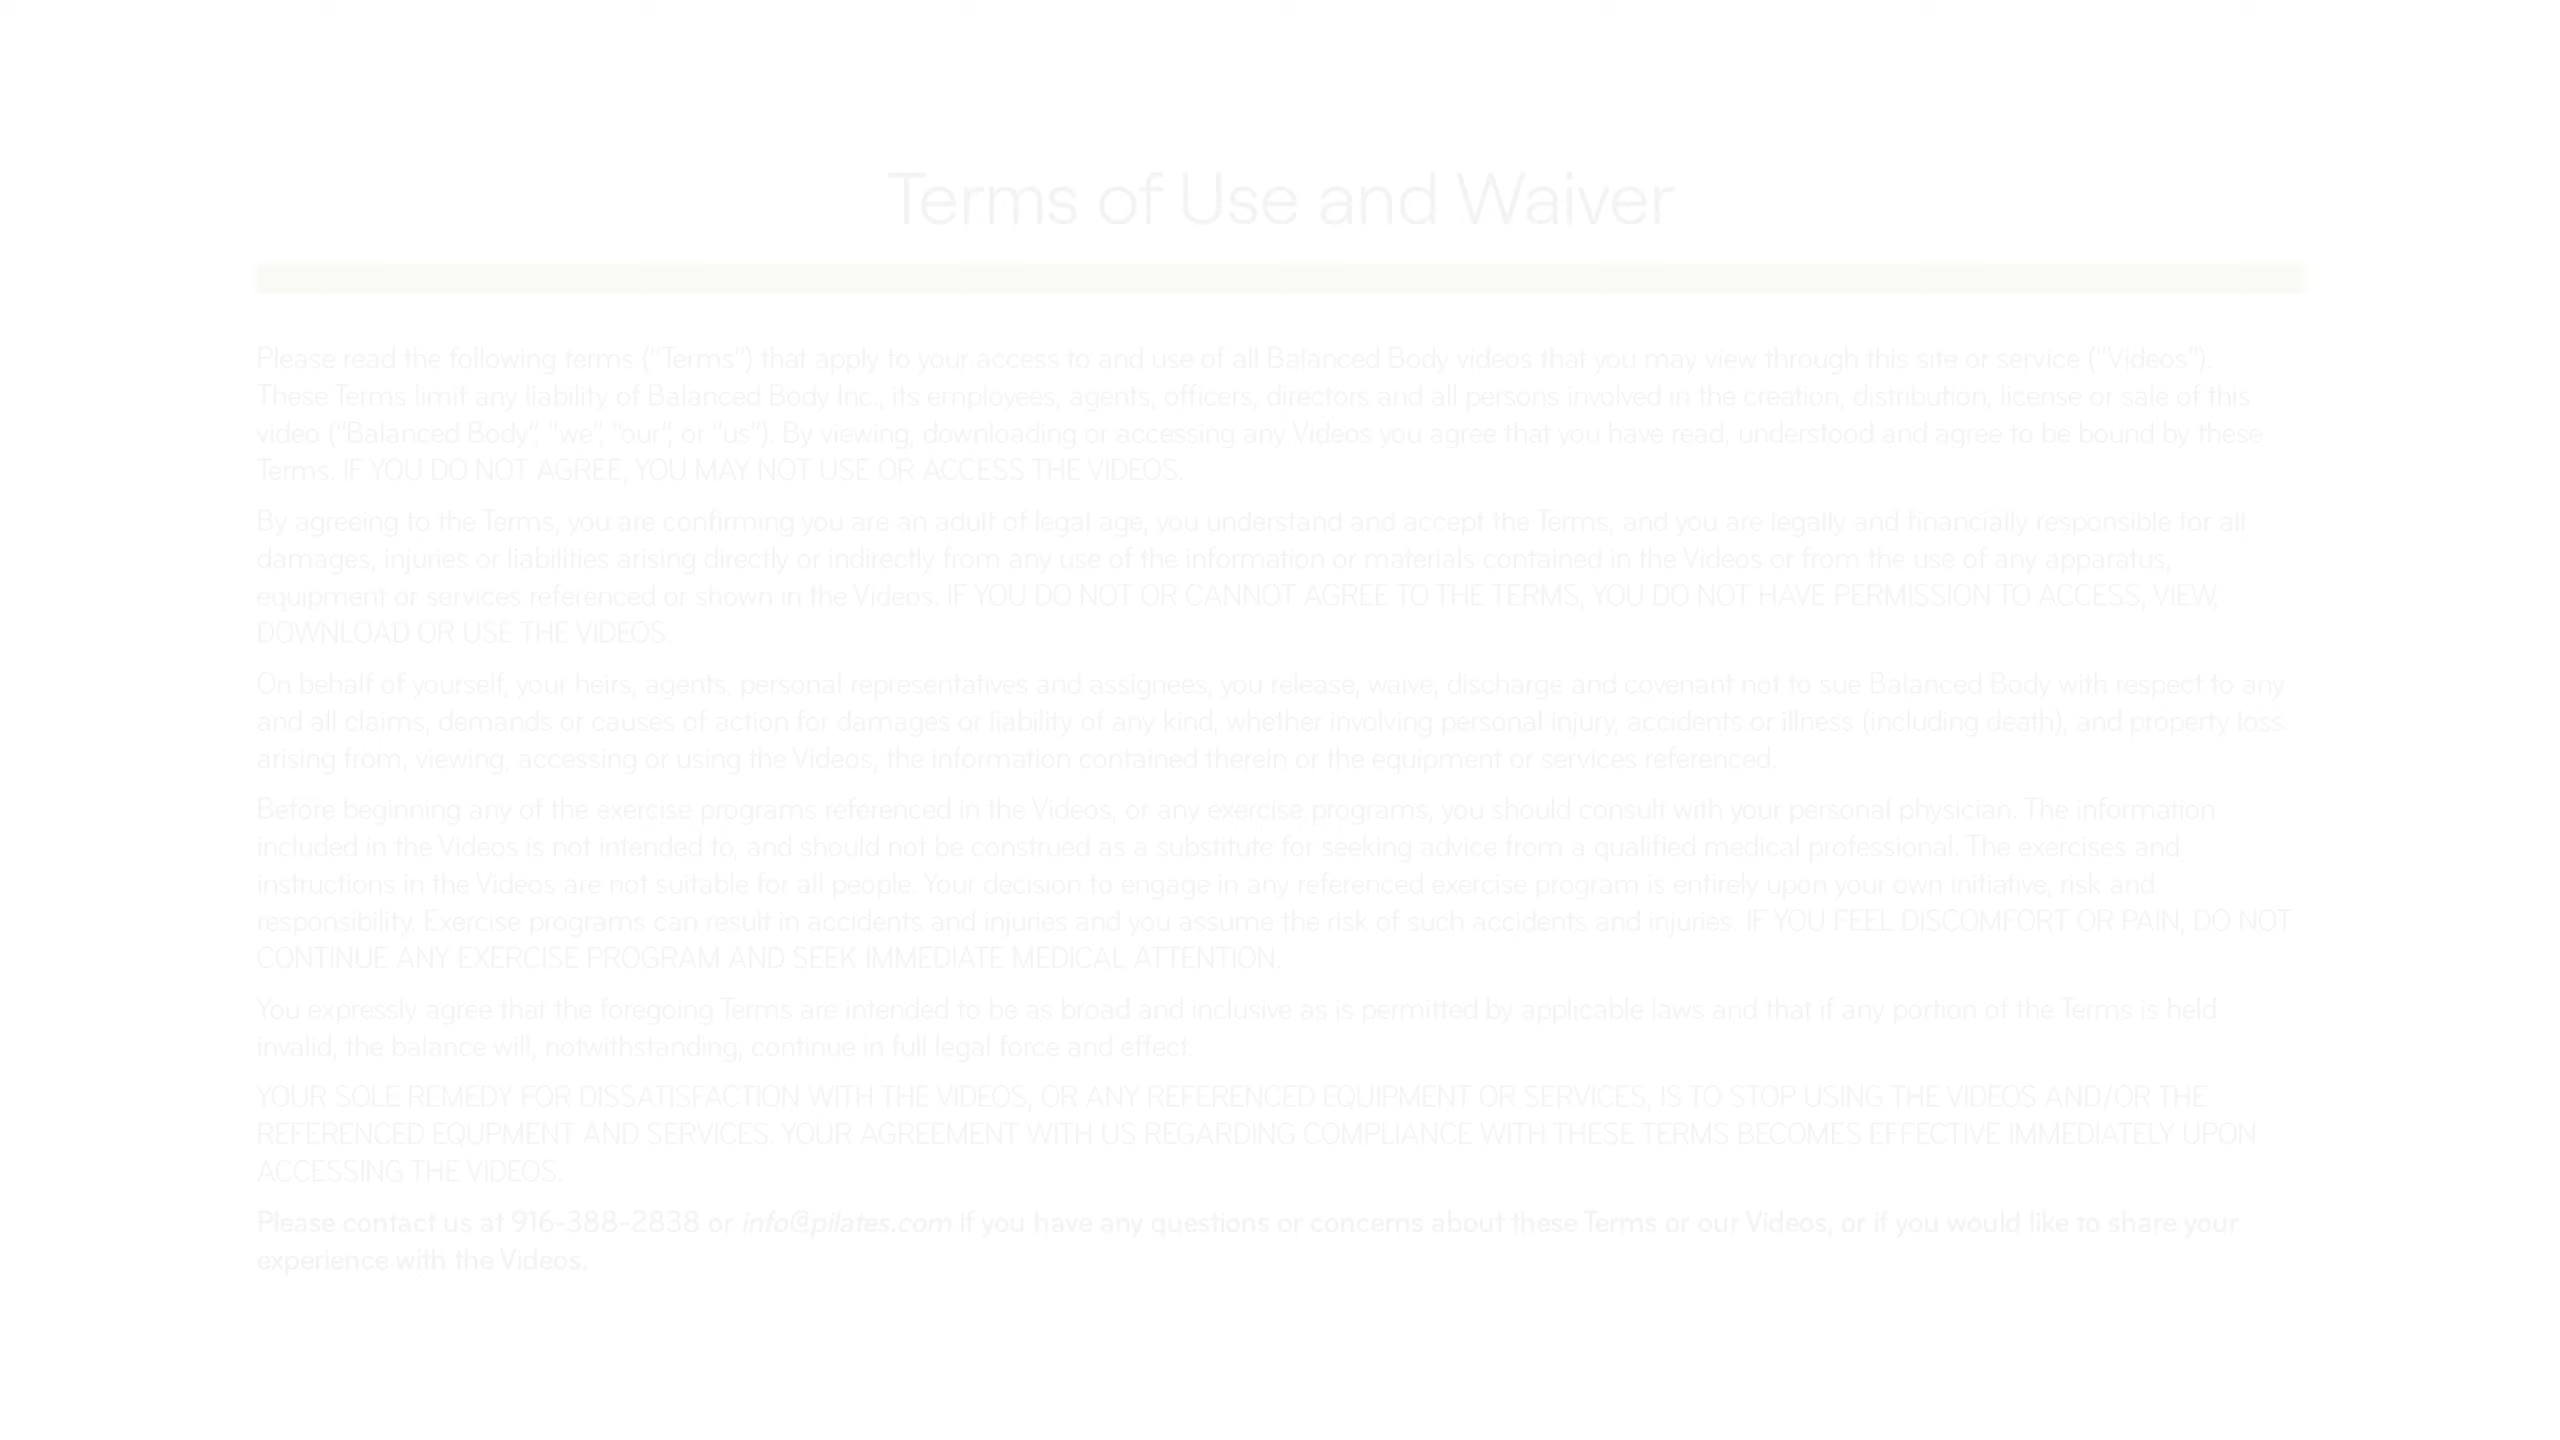 Terms of Use and Waiver
Please read the following terms ("Terms") that apply to your access to and use of all Balanced Body videos that you may view through this site or service ("Videos").
These Terms limit any liability of Balanced Body Inc., its employees, agents, officers, directors and all persons involved in the creation, distribution, license or sale of this
video ("Balanced Body", "we", "our", or "us"). By viewing, downloading or accessing any Videos you agree that you have read, understood and agree to be bound by these
Terms. IF YOU DO NOT AGREE, YOU MAY NOT USE OR ACCESS THE VIDEOS.
By agreeing to the Terms, you are confirming you are an adult of legal age, you understand and accept the Terms, and you are legally and financially responsible for all
damages, injuries or liabilities arising directly or indirectly from any use of the information or materials contained in the Videos or from the use of any apparatus,
equipment or services referenced or shown in the Videos. IF YOU DO NOT OR CANNOT AGREE TO THE TERMS, YOU DO NOT HAVE PERMISSION TO ACCESS, VIEW,
DOWNLOAD OR USE THE VIDEOS.
On behalf of yourself, your heirs, agents, personal representatives and assignees, you release, waive, discharge and covenant not to sue Balanced Body with respect to any
and all claims, demands or causes of action for damages or liability of any kind, whether involving personal injury, accidents or illness (including death), and property loss
arising from, viewing, accessing or using the Videos, the information contained therein or the equipment or services referenced.
Before beginning any of the exercise programs referenced in the Videos, or any exercise programs, you should consult with your personal physician. The information
included in the Videos is not intended to, and should not be construed as a substitute for seeking advice from a qualified medical professional. The exercises and
instructions in the Videos are not suitable for all people. Your decision to engage in any referenced exercise program is entirely upon your own initiative, risk and
responsibility. Exercise programs can result in accidents and injuries and you assume the risk of such accidents and injuries. IF YOU FEEL DISCOMFORT OR PAIN, DO NOT
CONTINUE ANY EXERCISE PROGRAM AND SEEK IMMEDIATE MEDICAL ATTENTION.
You expressly agree that the foregoing Terms are intended to be as broad and inclusive as is permitted by applicable laws and that if any portion of the Terms is held
invalid, the balance will, notwithstanding, continue in full legal force and effect.
YOUR SOLE REMEDY FOR DISSATISFACTION WITH THE VIDEOS, OR ANY REFERENCED EQUIPMENT OR SERVICES, IS TO STOP USING THE VIDEOS AND/OR THE
REFERENCED EQUPMENT AND SERVICES. YOUR AGREEMENT WITH US REGARDING COMPLIANCE WITH THESE TERMS BECOMES EFFECTIVE IMMEDIATELY UPON
ACCESSING THE VIDEOS.
Please contact us at 916-388-2838 or info@pilates.com if you have any questions or concerns about these Terms or our Videos, or if you would like to share your
experience with the Videos.